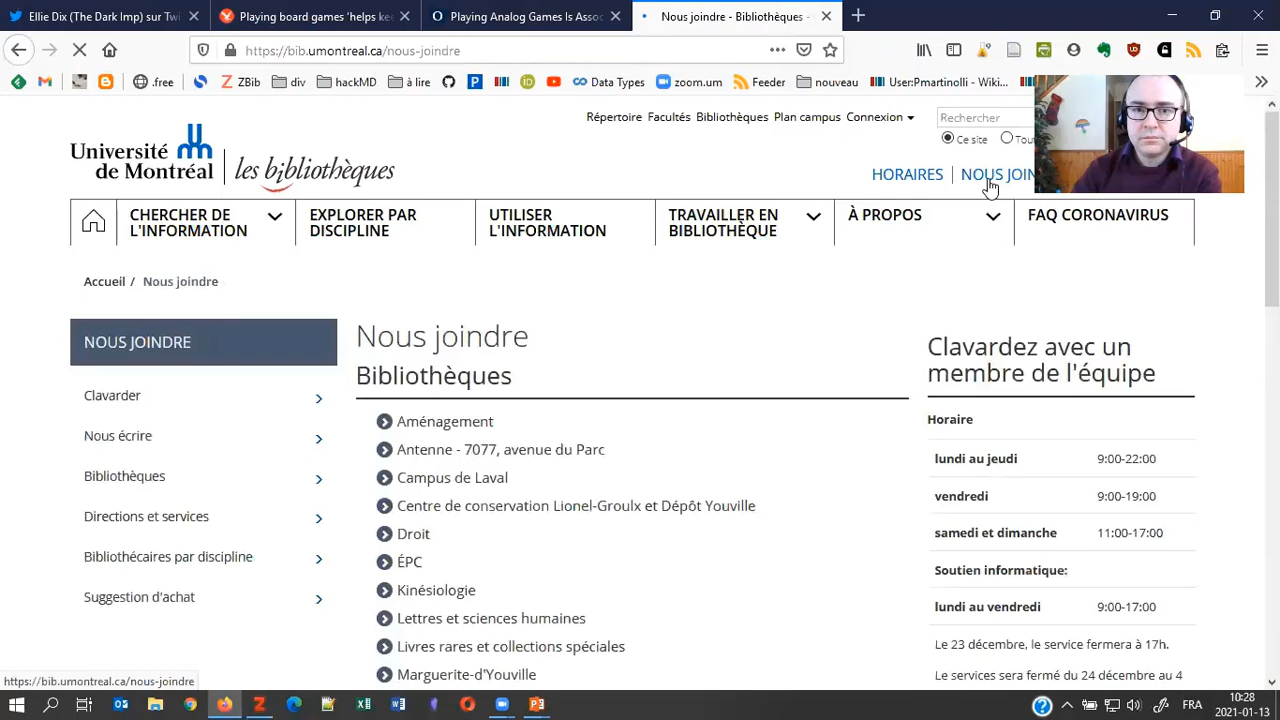 Ellie Dix (The Dark Imp) sur Twi
Playing board games 'helps kee
Playing Analog Games Is Assoc
Nous joindre - Bibliothèques -
https://bib.umontreal.ca/nous-joindre
.free
ZBib
div
hackMD
à lire
Data Types
zoom.um
Feeder
nouveau
User:Pmartinolli - Wiki...
Répertoire Facultés Bibliothèques Plan campus Connexion
Rechercher
Ce site
Tou
Université de Montréal
les bibliothèques
HORAIRES
NOUS JOIN
CHERCHER DE L'INFORMATION
EXPLORER PAR DISCIPLINE
UTILISER L'INFORMATION
TRAVAILLER EN BIBLIOTHÈQUE
À PROPOS
FAQ CORONAVIRUS
Accueil / Nous joindre
NOUS JOINDRE
Clavarder
Nous écrire
Bibliothèques
Directions et services
Bibliothécaires par discipline
Suggestion d'achat
Nous joindre
Bibliothèques
Aménagement
Antenne - 7077, avenue du Parc
Campus de Laval
Centre de conservation Lionel-Groulx et Dépôt Youville
Droit
ÉPC
Kinésiologie
Lettres et sciences humaines
Livres rares et collections spéciales
Marguerite-d'Youville
Clavardez avec un
membre de l'équipe
Horaire
lundi au jeudi 9:00-22:00
vendredi 9:00-19:00
samedi et dimanche 11:00-17:00
Soutien informatique:
lundi au vendredi 9:00-17:00
Le 23 décembre, le service fermera à 17h.
Le services sera fermé du 24 décembre au 4
https://bib.umontreal.ca/nous-joindre
FRA
10:28
2021-01-13